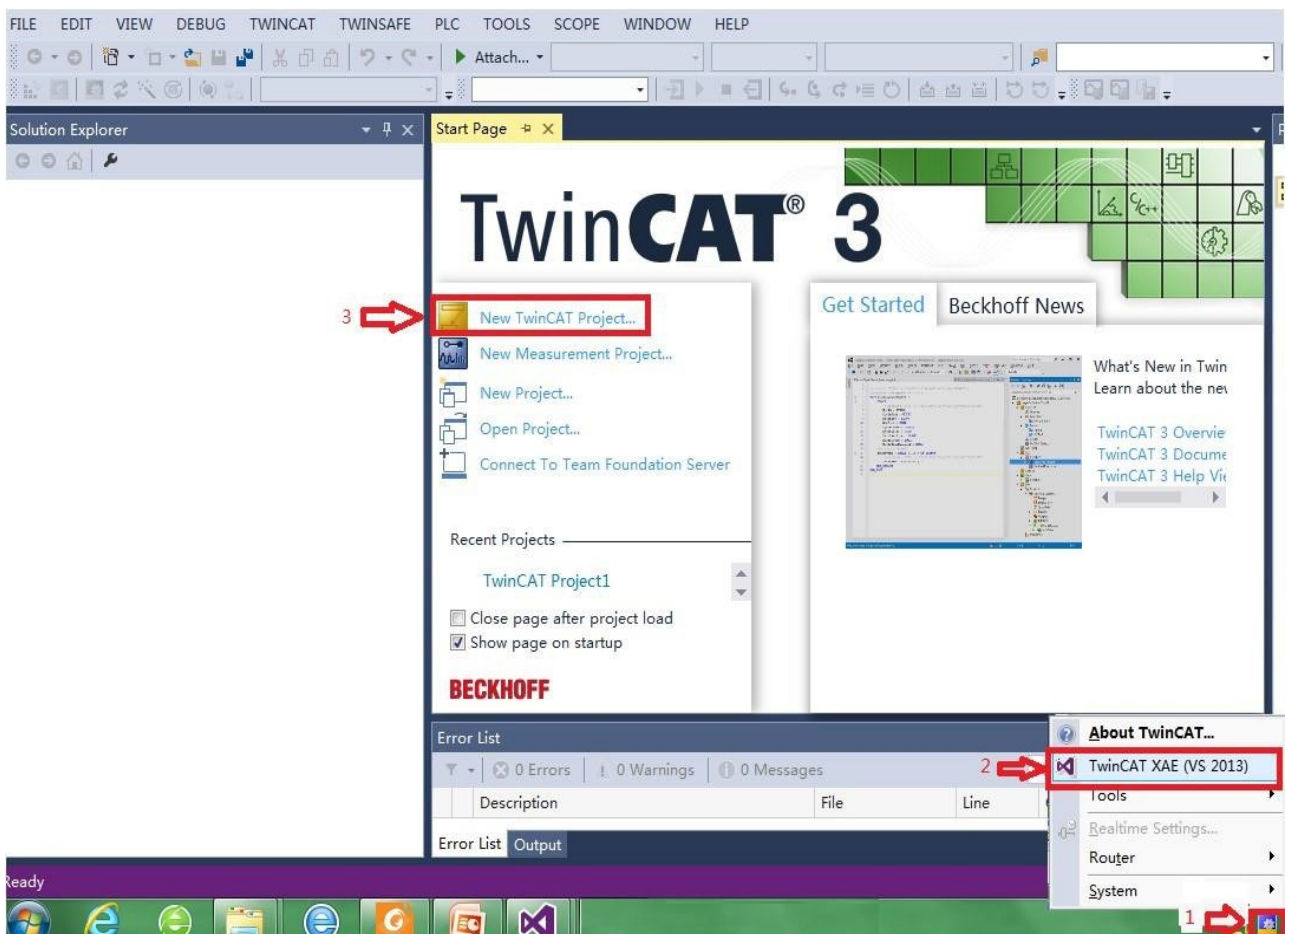 FILE EDIT VIEW DEBUG TWINCAT TWINSAFE PLC TOOLS SCOPE WINDOW HELP
Attach...
Solution Explorer
Start Page
TwinCAT® 3
C/C++
3
New TwinCAT Project...
New Measurement Project...
New Project...
Open Project...
Connect To Team Foundation Server
Recent Projects
TwinCAT Project1
Close page after project load
Show page on startup
BECKHOFF
Get Started
Beckhoff News
What's New in Twin
Learn about the nev
TwinCAT 3 Overvie
TwinCAT 3 Docume
TwinCAT 3 Help Vie
Error List
0 Errors
0 Warnings
0 Messages
Description
File
Line
Error List
Output
About TwinCAT...
2
TwinCAT XAE (VS 2013)
Tools
Realtime Settings...
Router
System
1
Ready